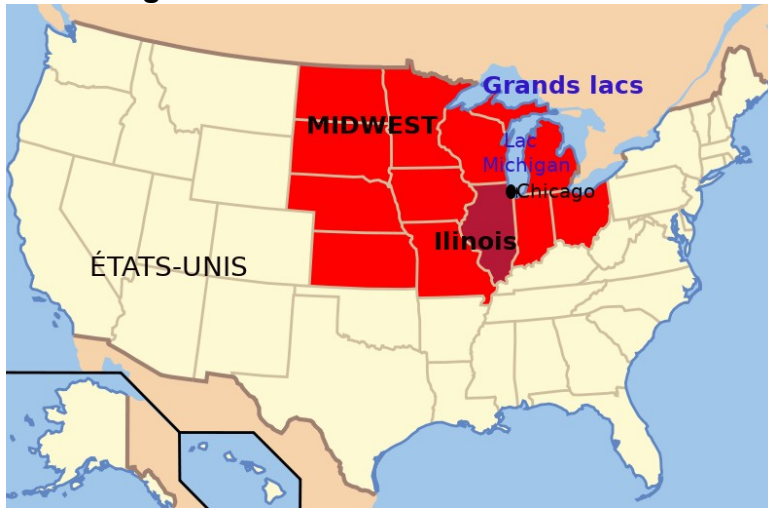 Grands lacs
MIDWEST
Lac
Michigan
Chicago
Ilinois
ÉTATS-UNIS